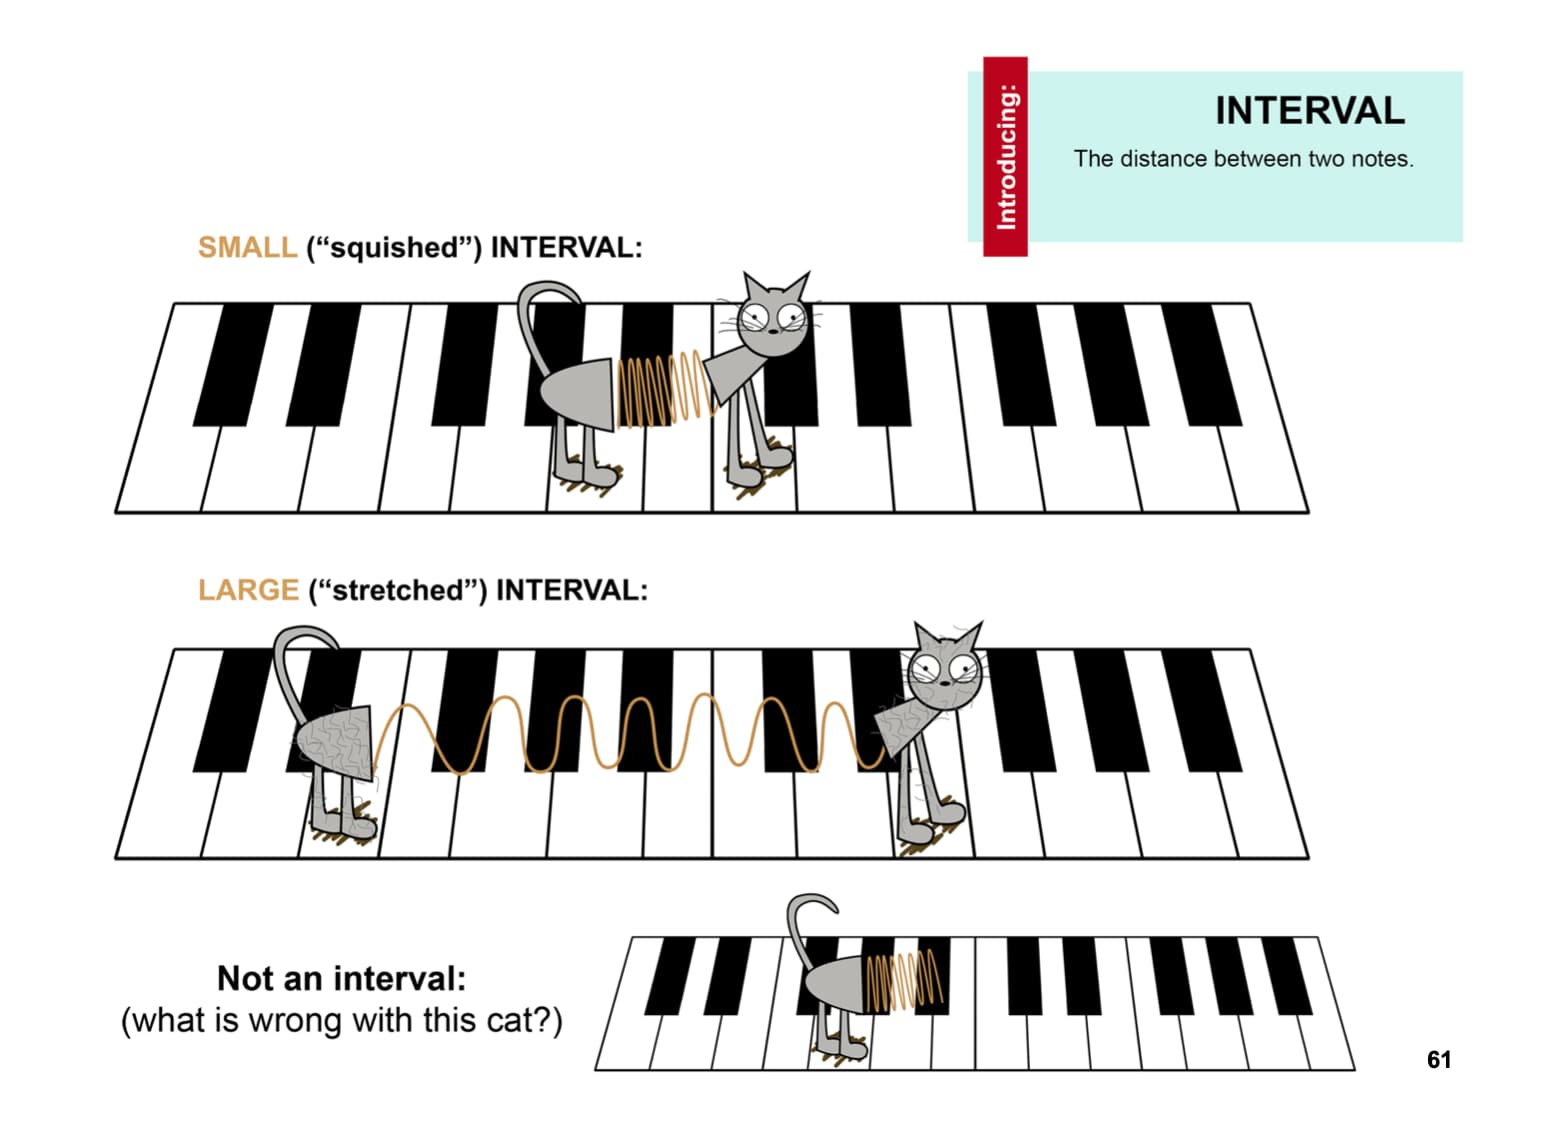 Introducing:
INTERVAL
The distance between two notes.
SMALL (“squished”) INTERVAL:
LARGE (“stretched”) INTERVAL:
Not an interval:
(what is wrong with this cat?)
61